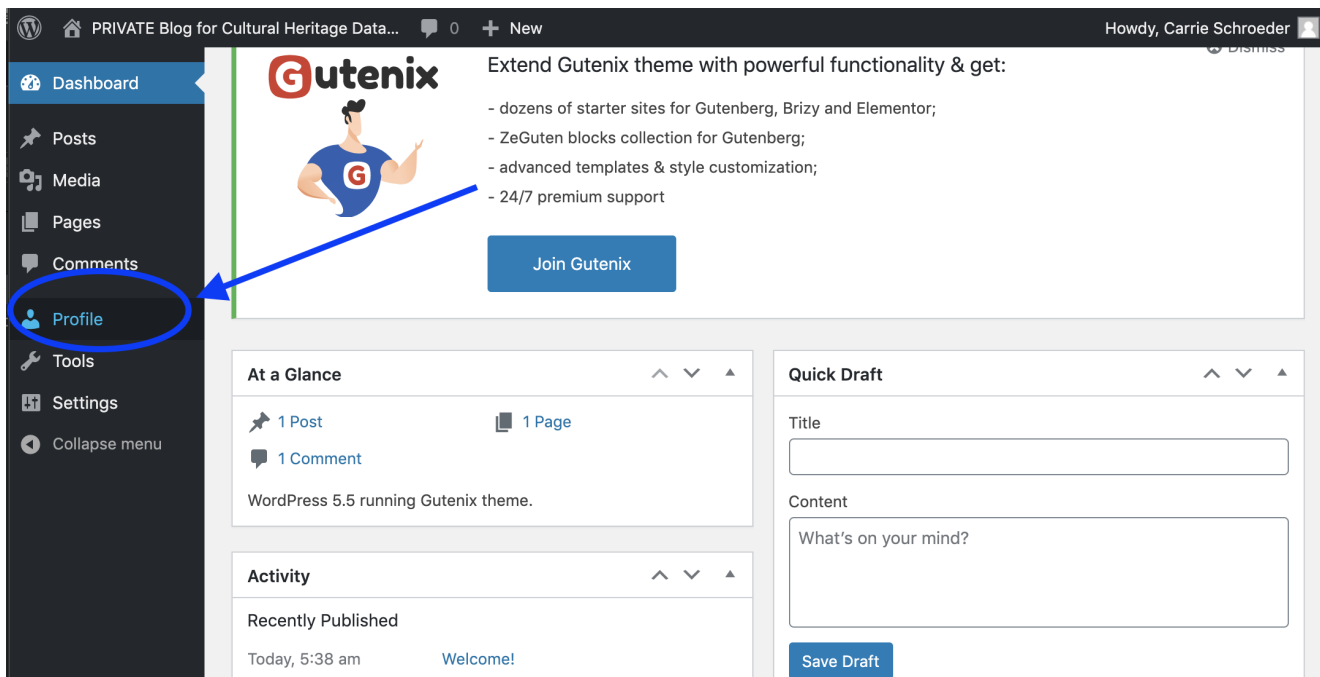 PRIVATE Blog for Cultural Heritage Data... 0 New Howdy, Carrie Schroeder
Dismiss
Dashboard
Posts
Media
Pages
Comments
Profile
Tools
Settings
Collapse menu
Gutenix
G
Extend Gutenix theme with powerful functionality & get:
- dozens of starter sites for Gutenberg, Brizy and Elementor;
- ZeGuten blocks collection for Gutenberg;
- advanced templates & style customization;
- 24/7 premium support
Join Gutenix
At a Glance
1 Post 1 Page
1 Comment
WordPress 5.5 running Gutenix theme.
Activity
Recently Published
Today, 5:38 am Welcome!
Quick Draft
Title
Content
What's on your mind?
Save Draft